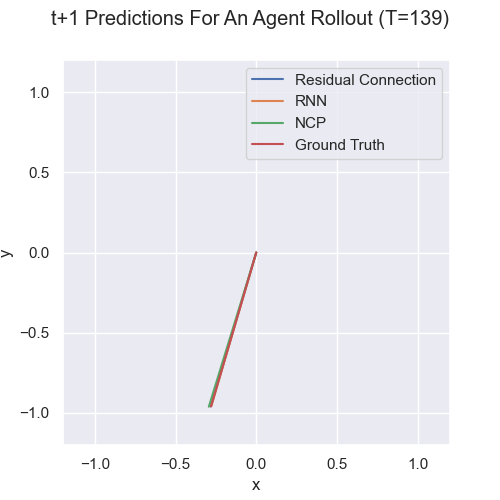 t+1 Predictions For An Agent Rollout (T=139)
Residual Connection
RNN
NCP
Ground Truth
1.0
0.5
0.0
−0.5
−1.0
y
−1.0 −0.5 0.0 0.5 1.0
x